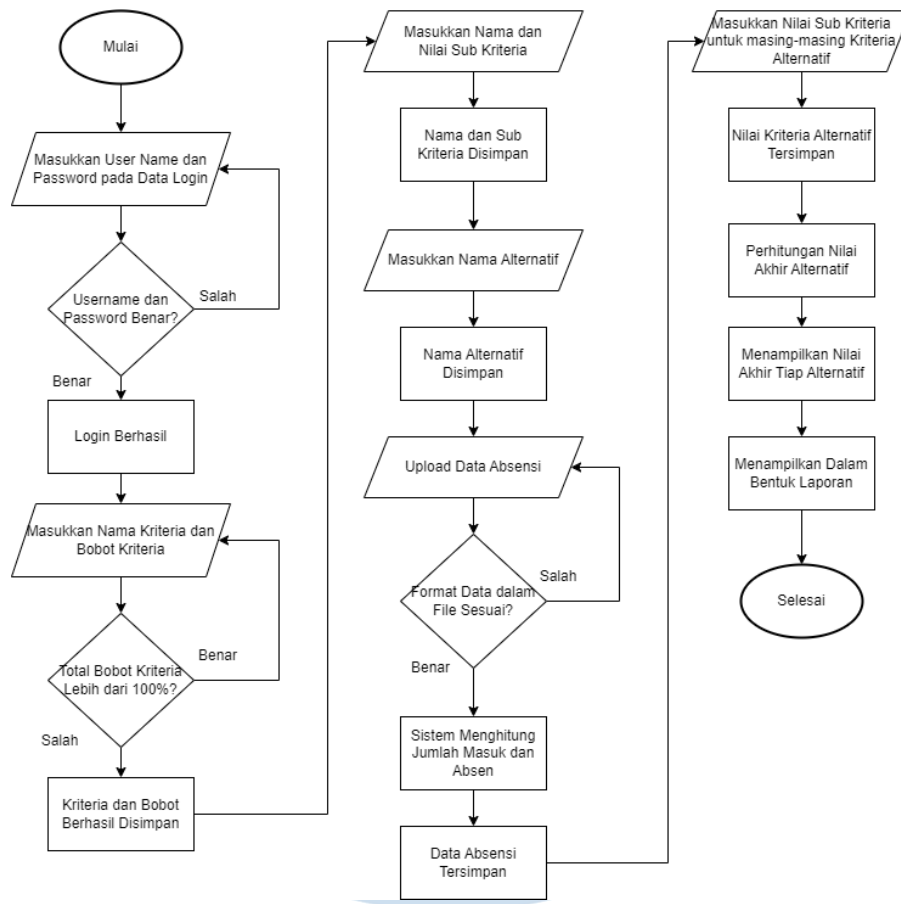 Mulai
Masukkan User Name dan
Password pada Data Login
Username dan
Password Benar?
Salah
Benar
Login Berhasil
Masukkan Nama Kriteria dan
Bobot Kriteria
Total Bobot Kriteria
Lebih dari 100%?
Benar
Salah
Kriteria dan Bobot
Berhasil Disimpan
Masukkan Nama dan
Nilai Sub Kriteria
Nama dan Sub
Kriteria Disimpan
Masukkan Nama Alternatif
Nama Alternatif
Disimpan
Upload Data Absensi
Format Data dalam
File Sesuai?
Salah
Benar
Sistem Menghitung
Jumlah Masuk dan
Absen
Data Absensi
Tersimpan
Masukkan Nilai Sub Kriteria
untuk masing-masing Kriteria
Alternatif
Nilai Kriteria Alternatif
Tersimpan
Perhitungan Nilai
Akhir Alternatif
Menampilkan Nilai
Akhir Tiap Alternatif
Menampilkan Dalam
Bentuk Laporan
Selesai